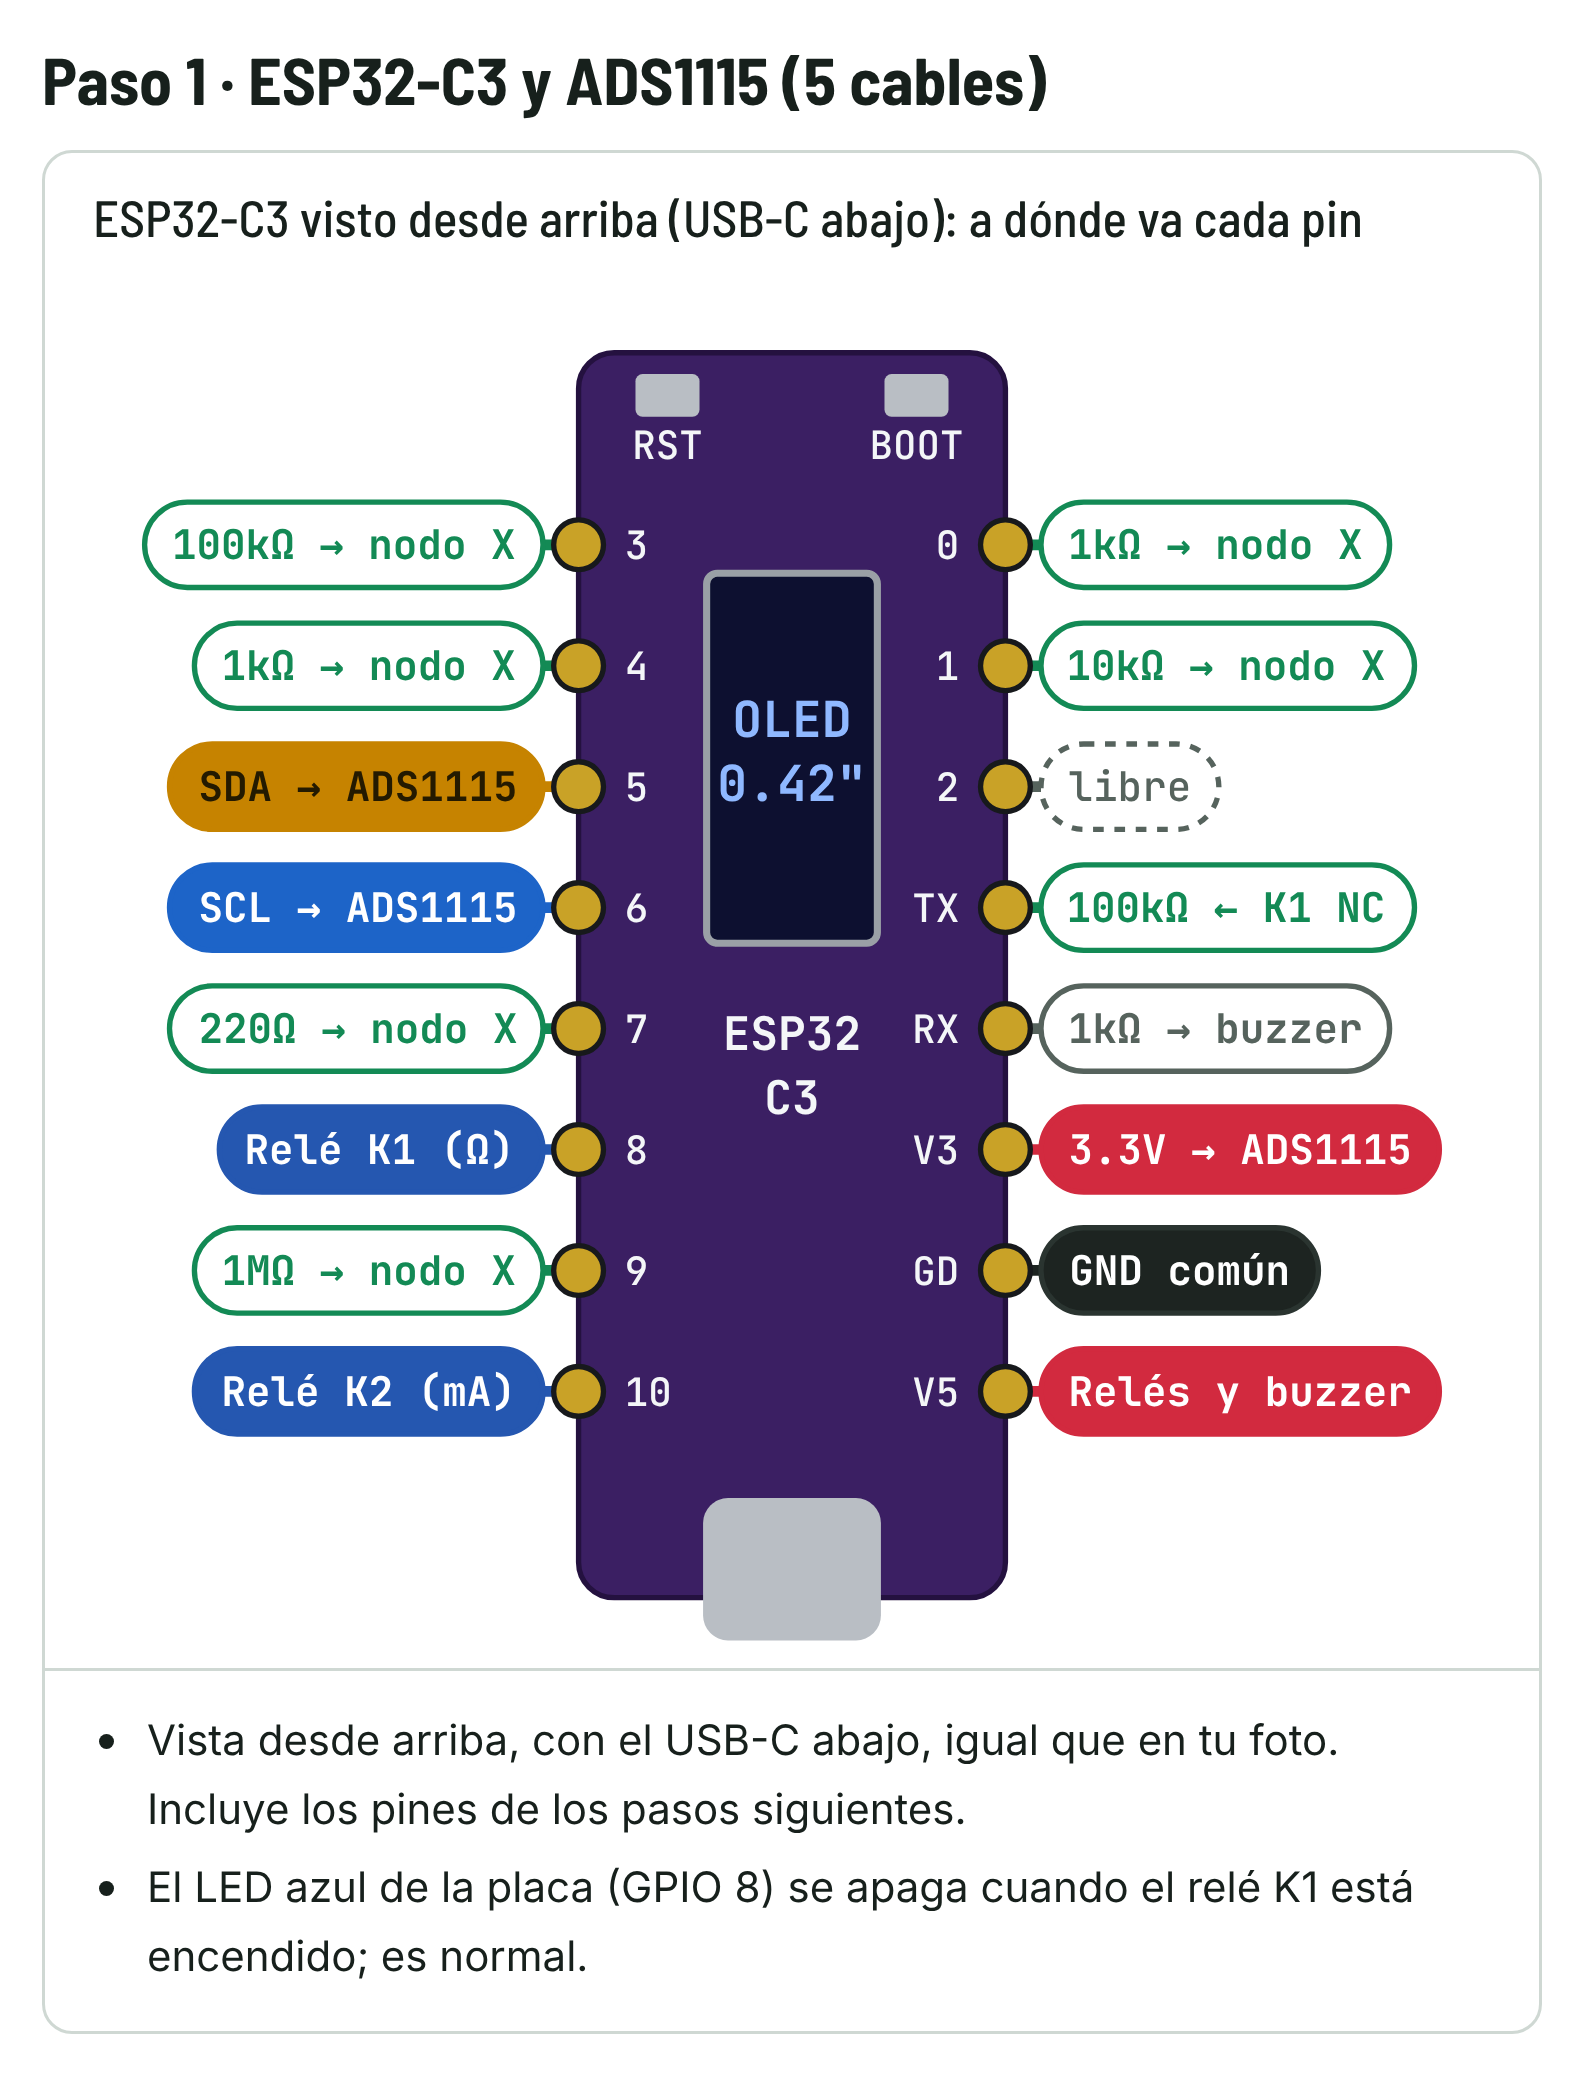 Paso 1 · ESP32-C3 y ADS1115 (5 cables)
ESP32-C3 visto desde arriba (USB-C abajo): a dónde va cada pin
RST
BOOT
100kΩ → nodo X
3
0
1kΩ → nodo X
1kΩ → nodo X
4
1
10kΩ → nodo X
OLED
0.42"
SDA → ADS1115
5
2
libre
SCL → ADS1115
6
TX
100kΩ ← K1 NC
220Ω → nodo X
7
ESP32
C3
RX
1kΩ → buzzer
Relé K1 (Ω)
8
V3
3.3V → ADS1115
1MΩ → nodo X
9
GD
GND común
Relé K2 (mA)
10
V5
Relés y buzzer
• Vista desde arriba, con el USB-C abajo, igual que en tu foto.
Incluye los pines de los pasos siguientes.
• El LED azul de la placa (GPIO 8) se apaga cuando el relé K1 está
encendido; es normal.